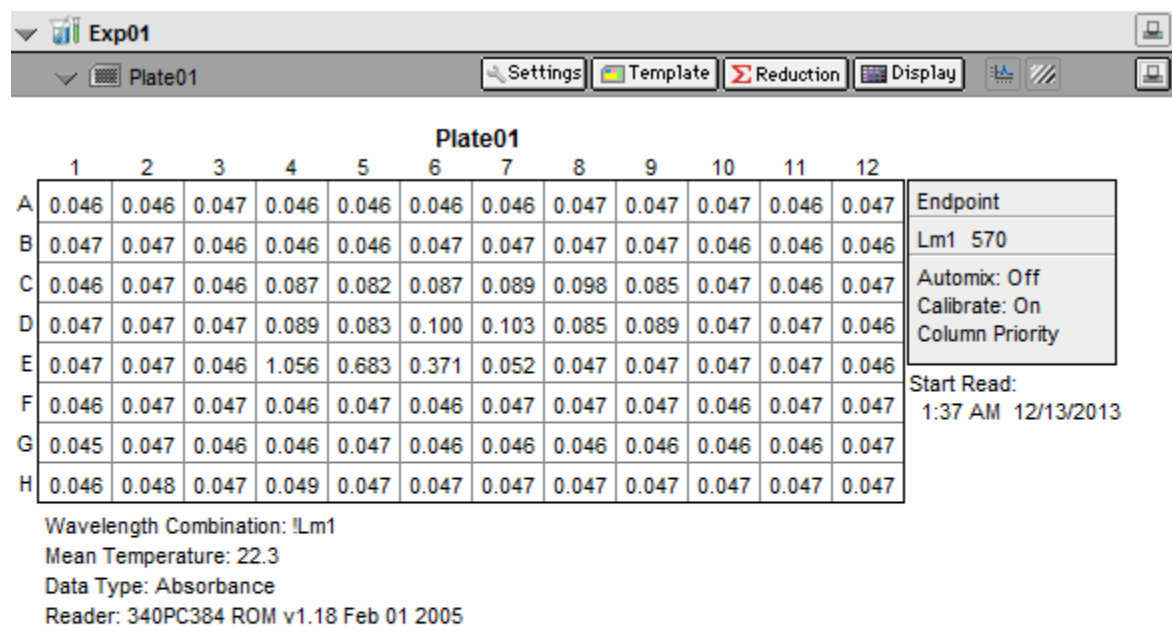 Exp01
Plate01 Settings Template Reduction Display
Plate01
1 2 3 4 5 6 7 8 9 10 11 12
A 0.046 0.046 0.047 0.046 0.046 0.046 0.046 0.047 0.047 0.047 0.046 0.047
B 0.047 0.047 0.046 0.046 0.046 0.047 0.047 0.047 0.047 0.046 0.046 0.046
C 0.046 0.047 0.046 0.087 0.082 0.087 0.089 0.098 0.085 0.047 0.046 0.047
D 0.047 0.047 0.047 0.089 0.083 0.100 0.103 0.085 0.089 0.047 0.047 0.046
E 0.047 0.047 0.046 1.056 0.683 0.371 0.052 0.047 0.047 0.047 0.047 0.046
F 0.046 0.047 0.047 0.046 0.047 0.046 0.047 0.047 0.047 0.046 0.047 0.047
G 0.045 0.047 0.046 0.046 0.047 0.046 0.046 0.046 0.046 0.046 0.046 0.047
H 0.046 0.048 0.047 0.049 0.047 0.047 0.047 0.047 0.047 0.047 0.047 0.047
Endpoint
Lm1 570
Automix: Off
Calibrate: On
Column Priority
Start Read:
1:37 AM 12/13/2013
Wavelength Combination: !Lm1
Mean Temperature: 22.3
Data Type: Absorbance
Reader: 340PC384 ROM v1.18 Feb 01 2005